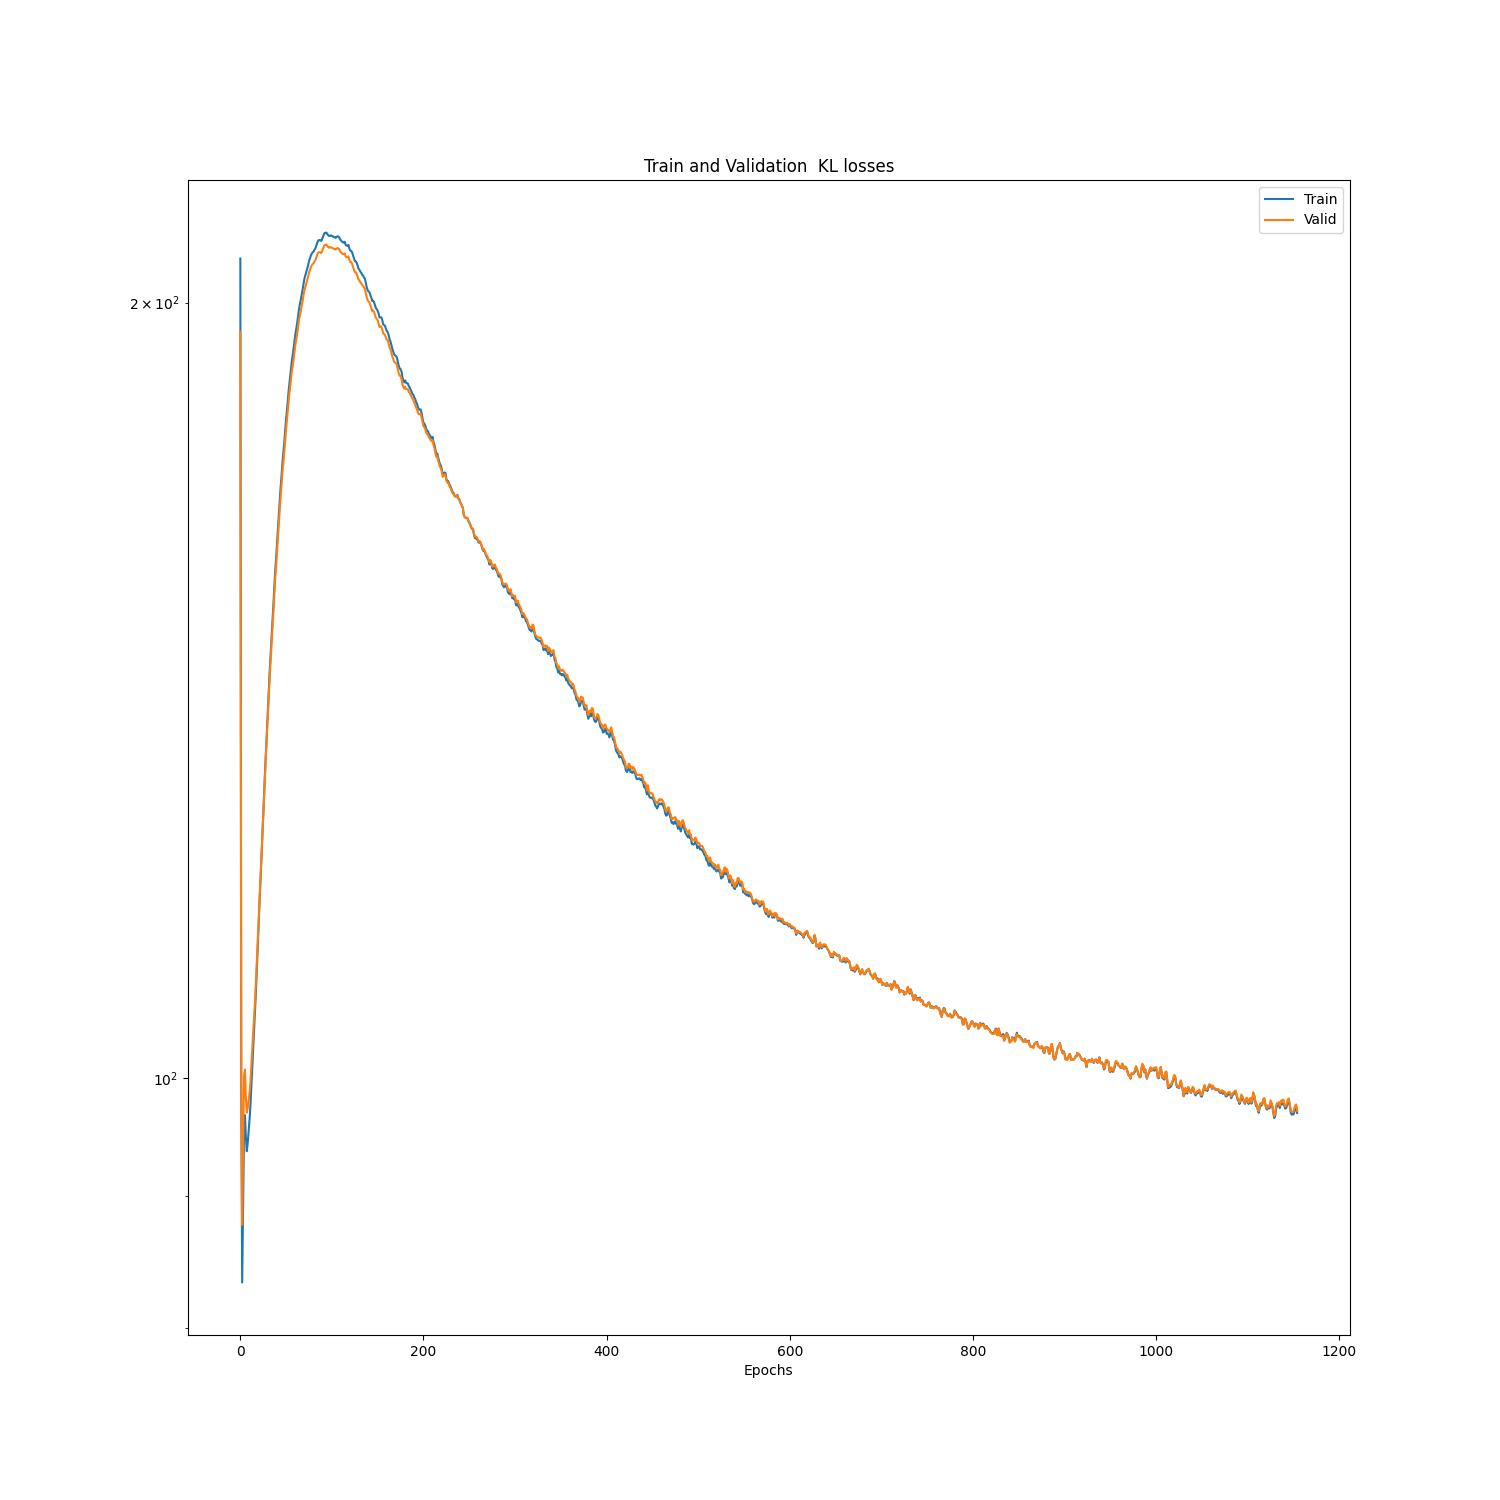 Train and Validation  KL losses
Train
Valid
2 × 10²
10²
0 200 400 600 800 1000 1200
Epochs